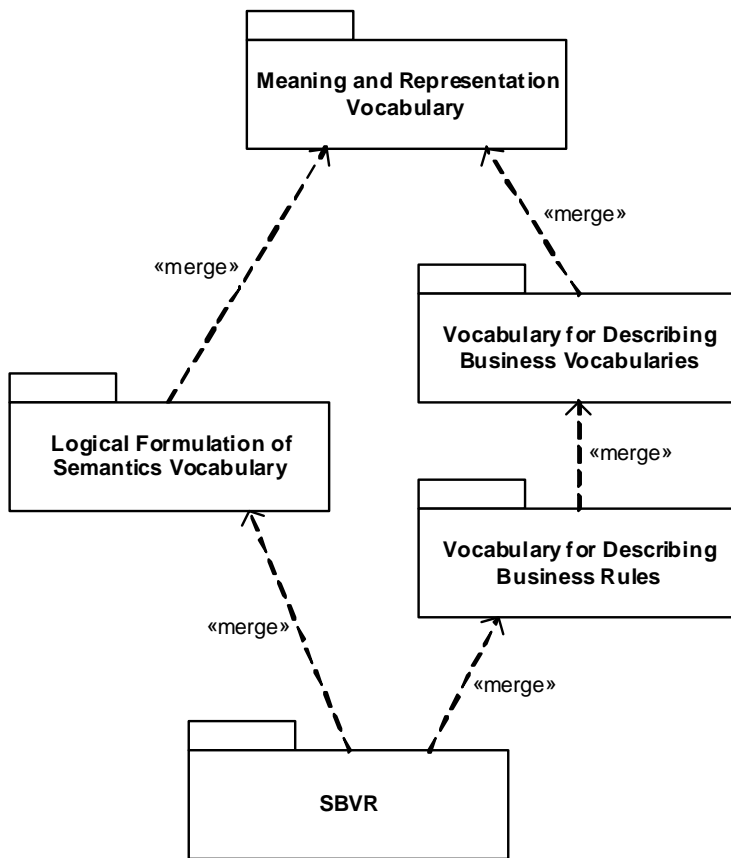 Meaning and Representation
Vocabulary
«merge»
«merge»
Vocabulary for Describing
Business Vocabularies
Logical Formulation of
Semantics Vocabulary
«merge»
Vocabulary for Describing
Business Rules
«merge»
«merge»
SBVR